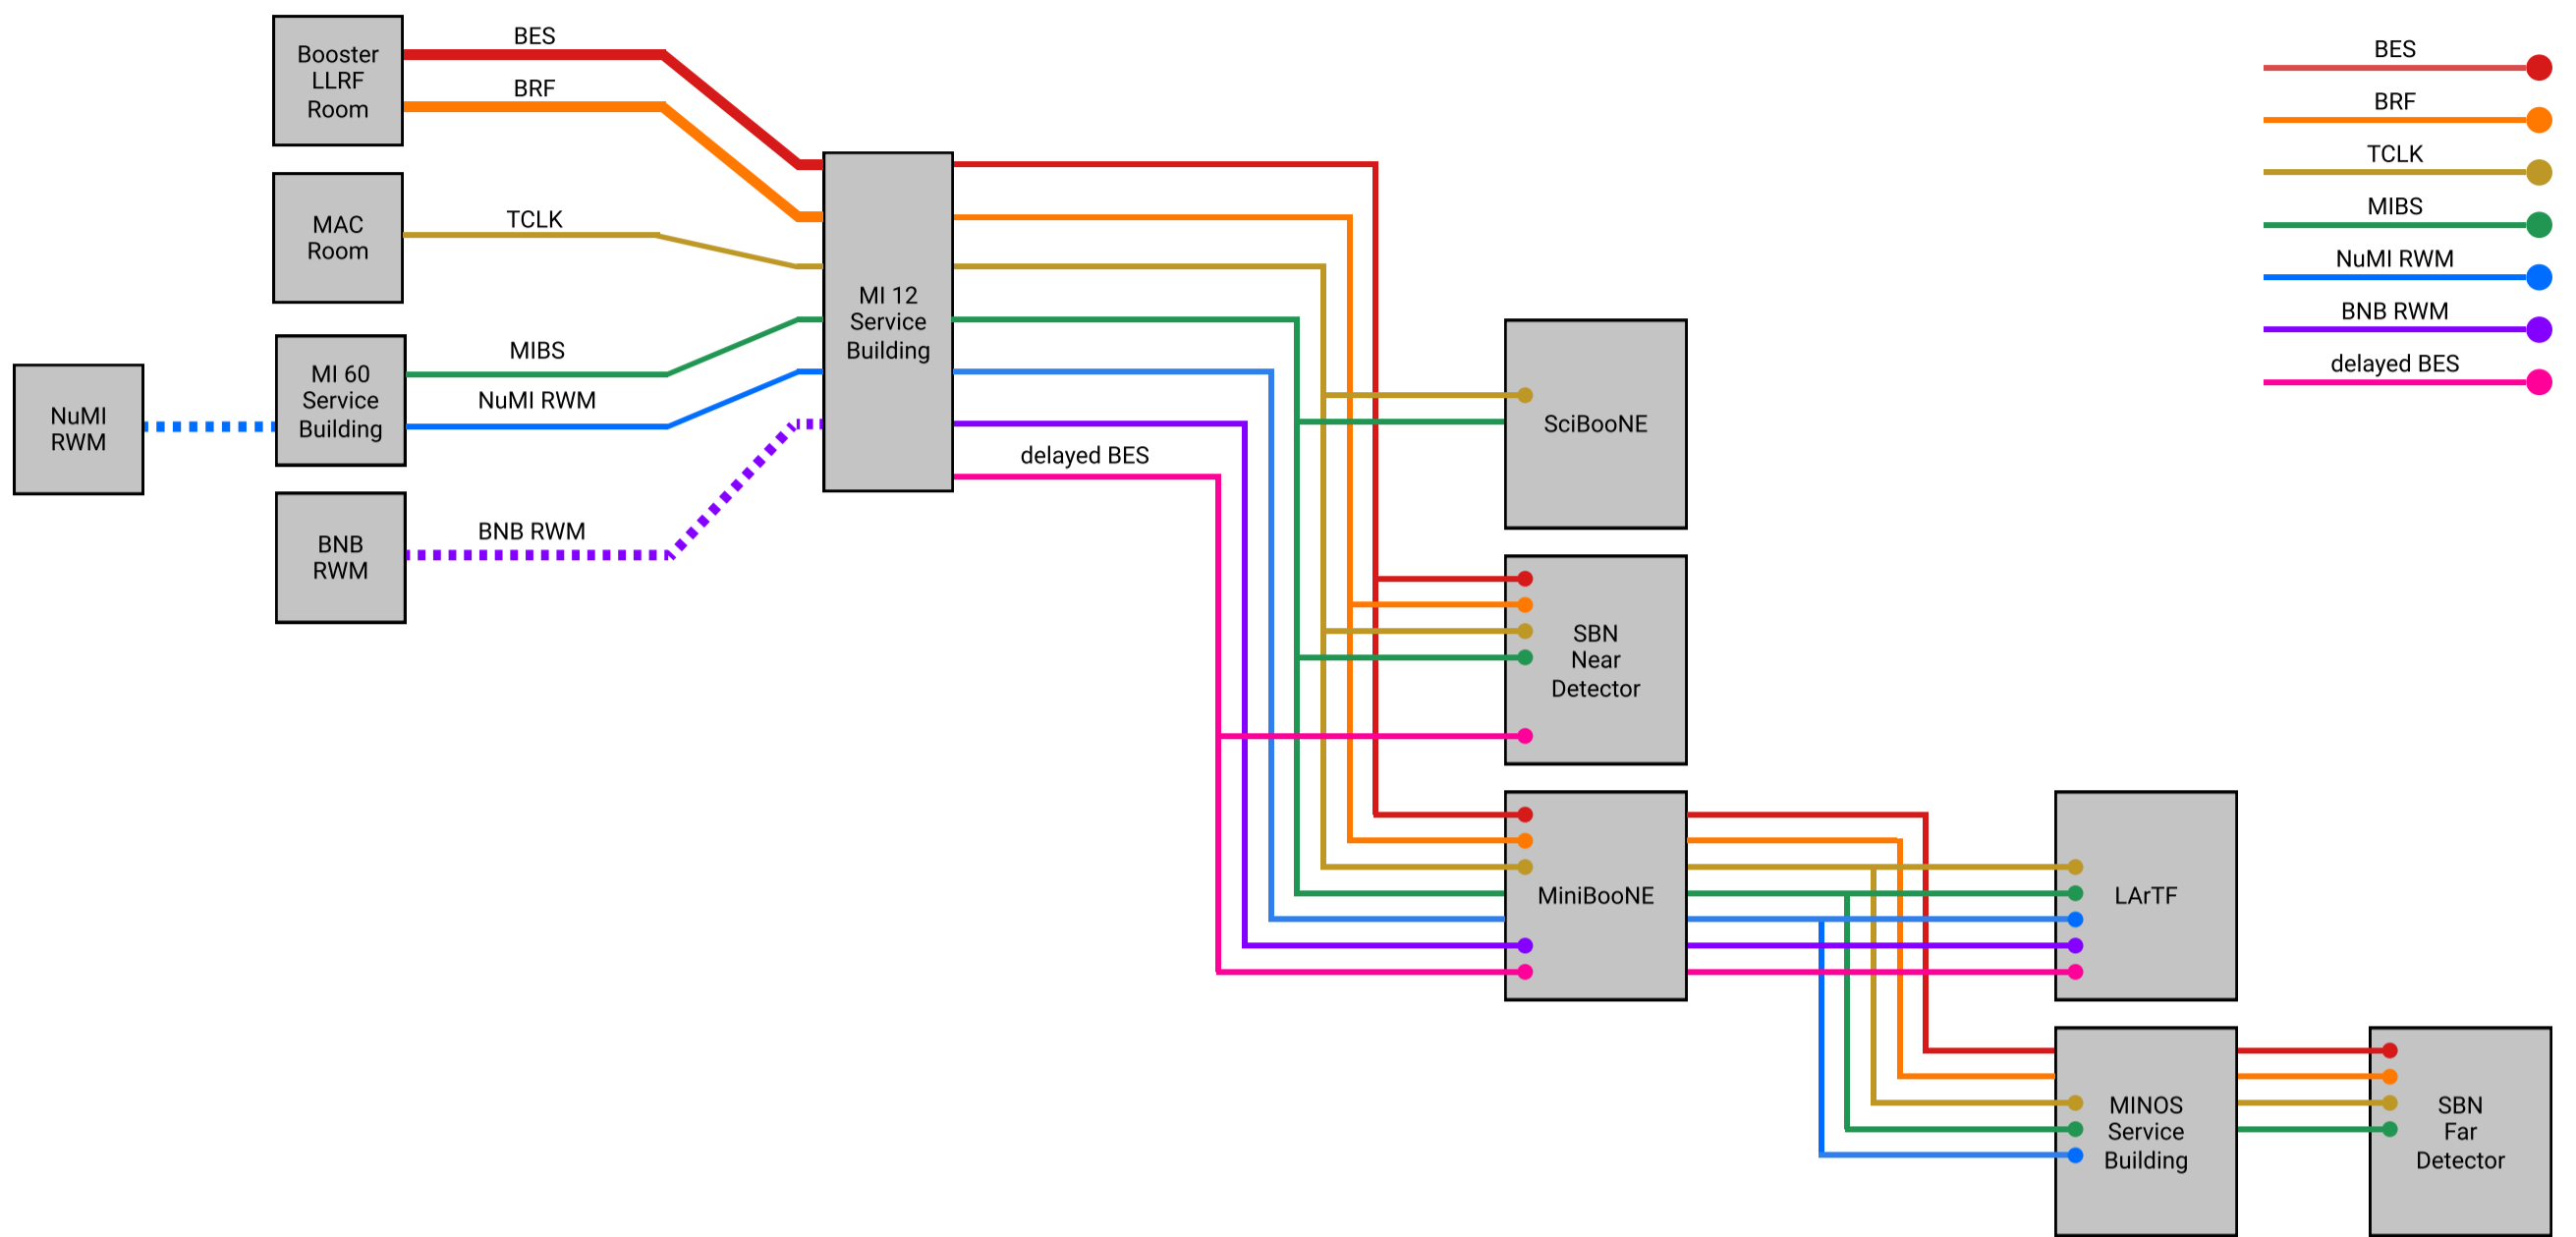 Booster
LLRF
Room
BES
BRF
MAC
Room
TCLK
NuMI
RWM
MI 60
Service
Building
MIBS
NuMI RWM
BNB
RWM
BNB RWM
MI 12
Service
Building
delayed BES
SciBooNE
SBN
Near
Detector
MiniBooNE
LArTF
MINOS
Service
Building
SBN
Far
Detector
BES
BRF
TCLK
MIBS
NuMI RWM
BNB RWM
delayed BES